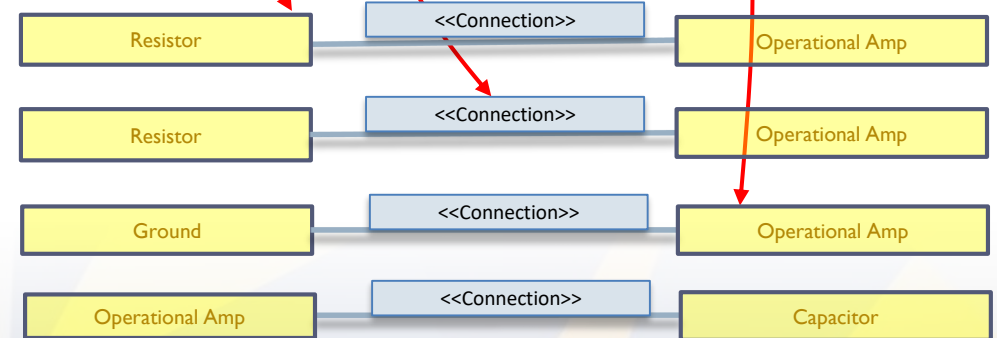 <<Connection>>
Resistor
Operational Amp
<<Connection>>
Resistor
Operational Amp
<<Connection>>
Ground
Operational Amp
<<Connection>>
Operational Amp
Capacitor